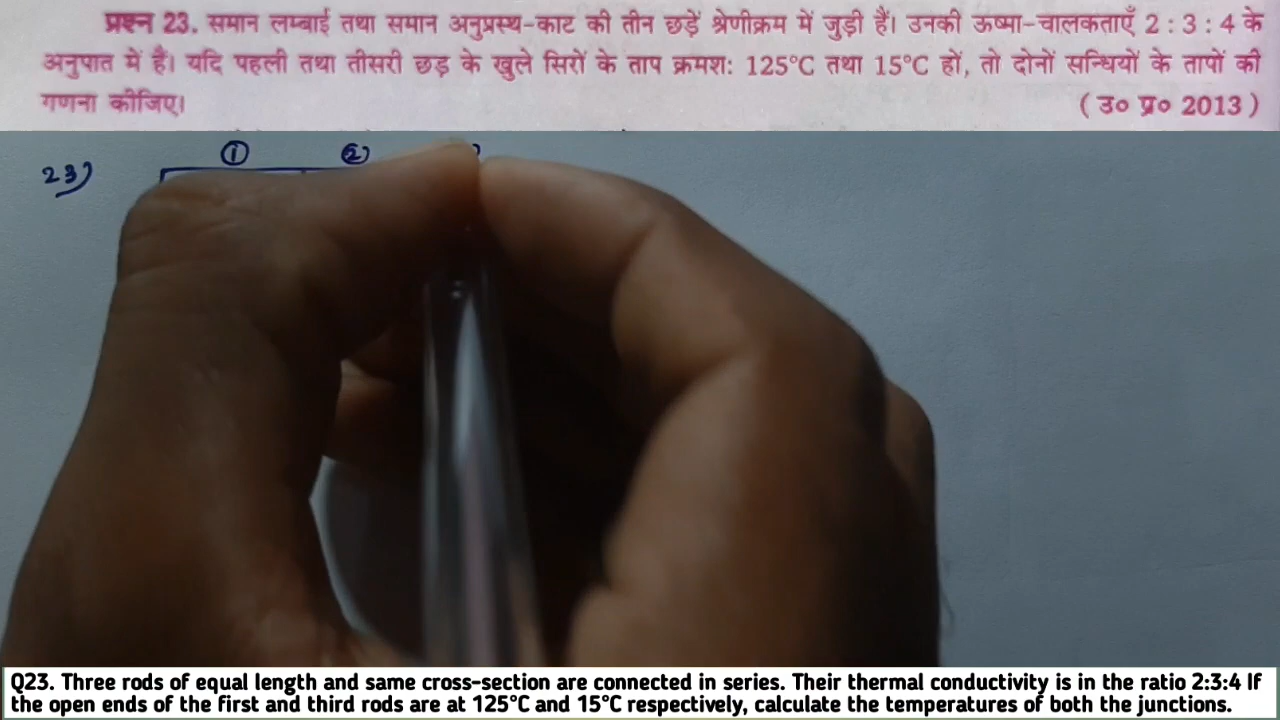 प्रश्न 23. समान लम्बाई तथा समान अनुप्रस्थ-काट की तीन छड़ें श्रेणीक्रम में जुड़ी हैं। उनकी ऊष्मा-चालकताएँ 2 : 3 : 4 के
अनुपात में हैं। यदि पहली तथा तीसरी छड़ के खुले सिरों के ताप क्रमश: 125°C तथा 15°C हों, तो दोनों सन्धियों के तापों की
गणना कीजिए। ( उ० प्र० 2013 )
23) ① ②
Q23. Three rods of equal length and same cross-section are connected in series. Their thermal conductivity is in the ratio 2:3:4 If
the open ends of the first and third rods are at 125°C and 15°C respectively, calculate the temperatures of both the junctions.